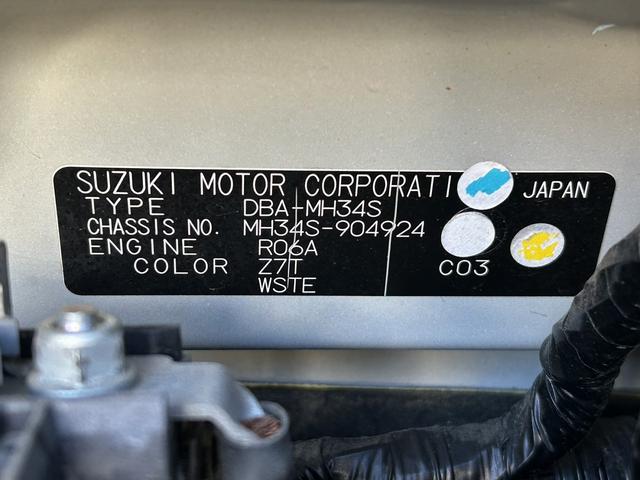 SUZUKI MOTOR CORPORATI JAPAN
TYPE DBA-MH34S
CHASSIS NO. MH34S-904924
ENGINE R06A
COLOR Z7T C03
WSTE